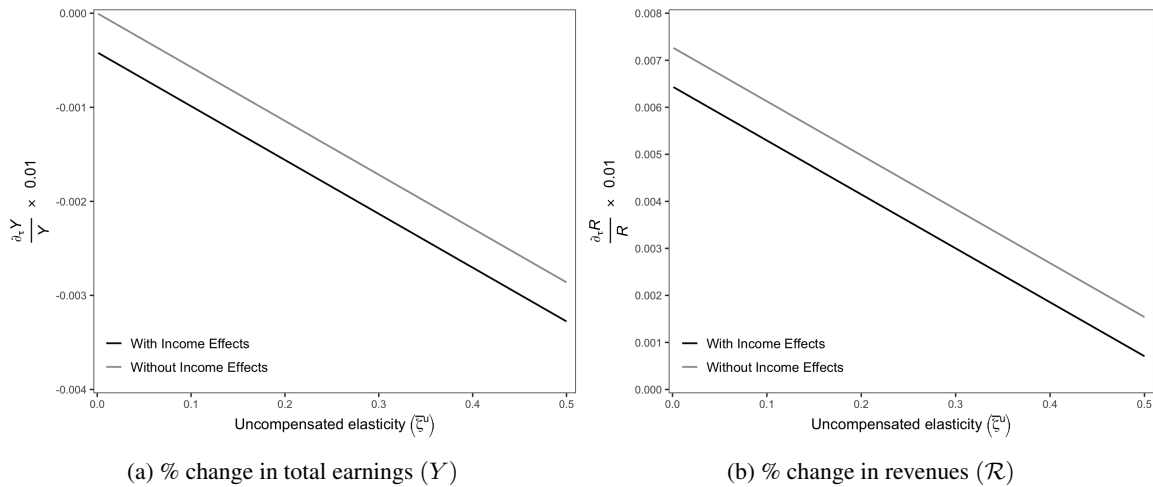 0.000
-0.001
-0.002
-0.003
-0.004
∂τY / Y × 0.01
With Income Effects
Without Income Effects
0.0 0.1 0.2 0.3 0.4 0.5
Uncompensated elasticity (ζ̅ᵘ)
(a) % change in total earnings (Y)
0.008
0.007
0.006
0.005
0.004
0.003
0.002
0.001
0.000
∂τR / R × 0.01
With Income Effects
Without Income Effects
0.0 0.1 0.2 0.3 0.4 0.5
Uncompensated elasticity (ζ̅ᵘ)
(b) % change in revenues (ℛ)